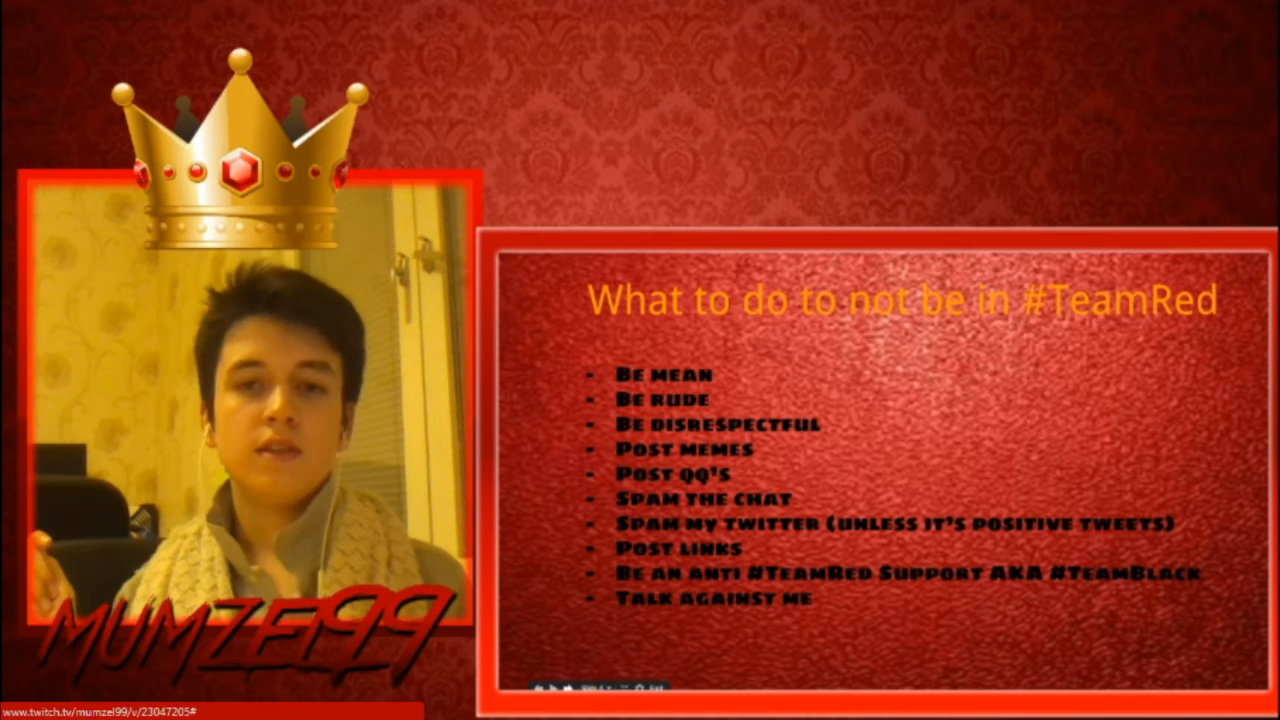 What to do to not be in #TeamRed
- Be mean
- Be rude
- Be disrespectful
- Post memes
- Post QQ's
- Spam the chat
- Spam my twitter (unless it's positive tweets)
- Post links
- Be an anti #TeamRed Support AKA #TeamBlack
- Talk against me
MUMZEL99
www.twitch.tv/mumzel99/v/23047205#